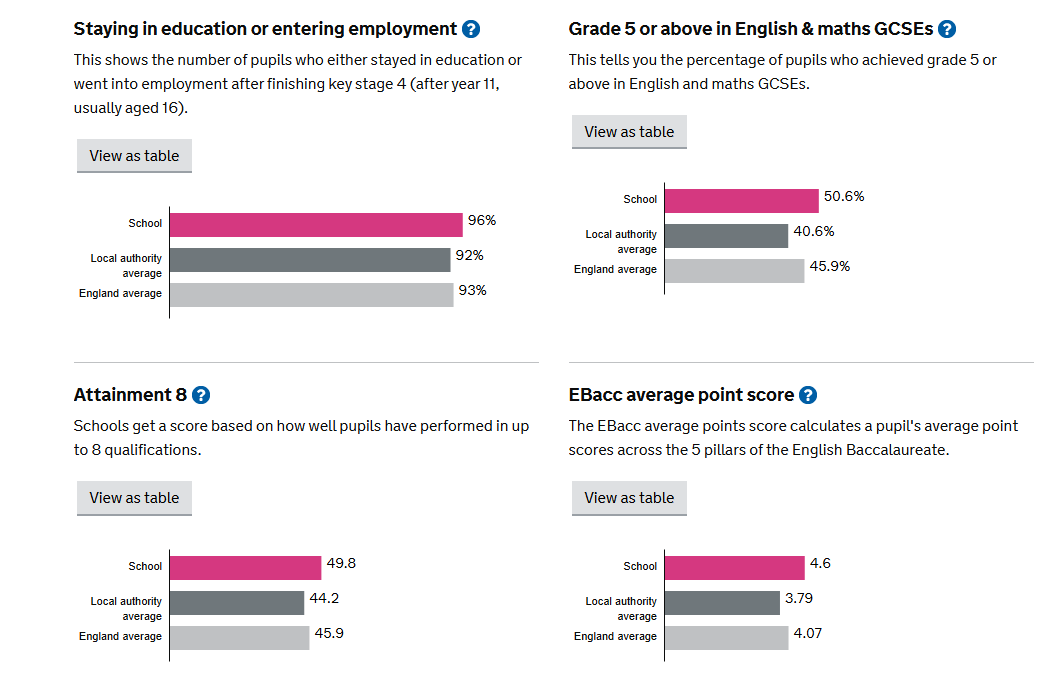 Staying in education or entering employment ?
This shows the number of pupils who either stayed in education or
went into employment after finishing key stage 4 (after year 11,
usually aged 16).
View as table
School 96%
Local authority
average
92%
England average 93%
Grade 5 or above in English & maths GCSEs ?
This tells you the percentage of pupils who achieved grade 5 or
above in English and maths GCSEs.
View as table
School 50.6%
Local authority
average
40.6%
England average 45.9%
Attainment 8 ?
Schools get a score based on how well pupils have performed in up
to 8 qualifications.
View as table
School 49.8
Local authority
average
44.2
England average 45.9
EBacc average point score ?
The EBacc average points score calculates a pupil's average point
scores across the 5 pillars of the English Baccalaureate.
View as table
School 4.6
Local authority
average
3.79
England average 4.07